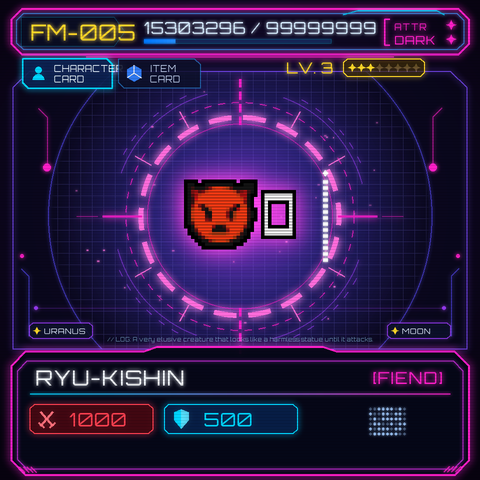 FM-005
15303296 / 99999999
ATTR
DARK
CHARACTER
CARD
ITEM
CARD
LV. 3
URANUS
MOON
// LOG: A very elusive creature that looks like a harmless statue until it attacks.
RYU-KISHIN
[FIEND]
1000
500